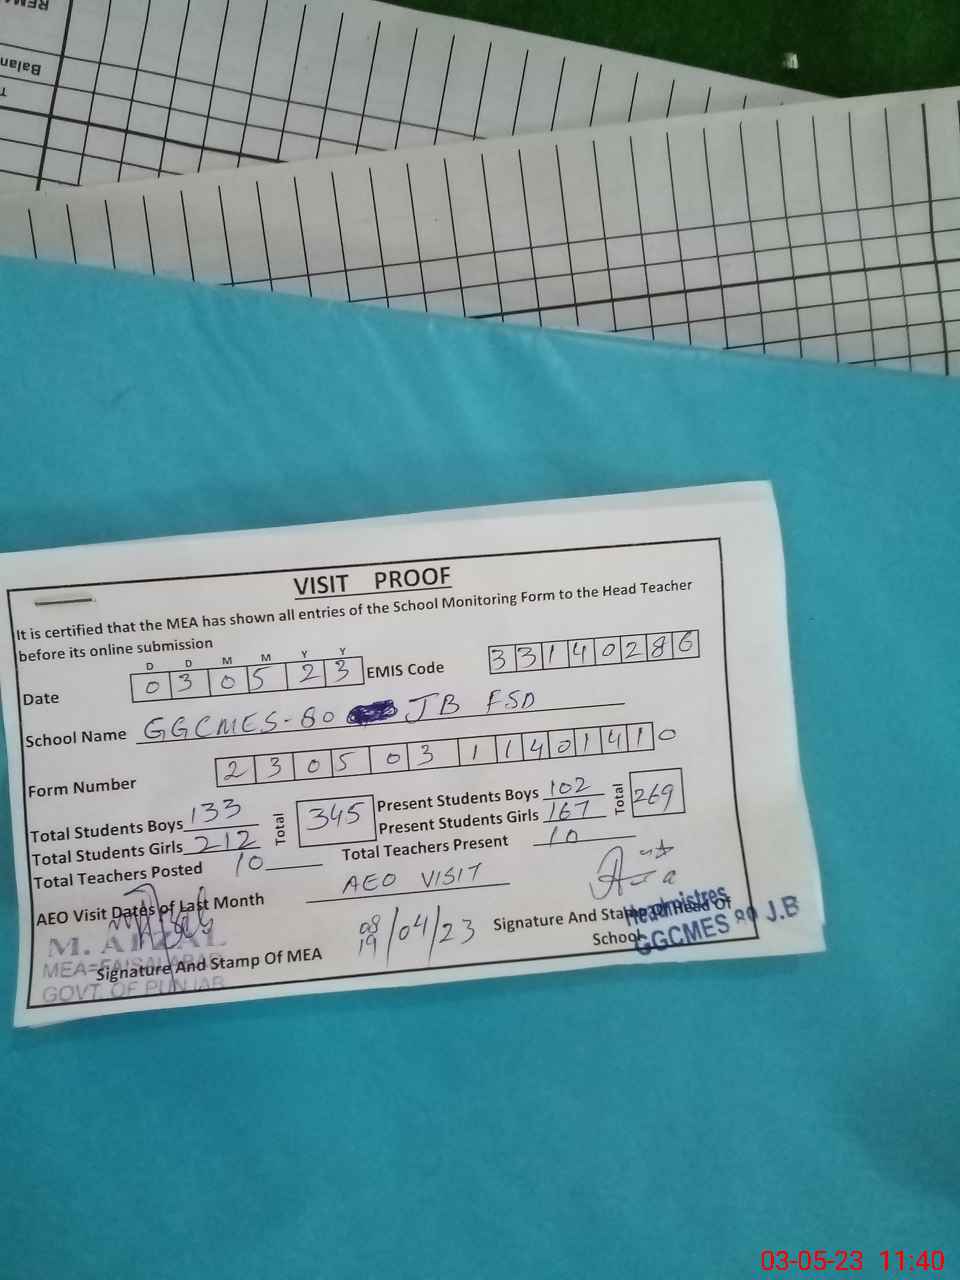 Balan
VISIT PROOF
It is certified that the MEA has shown all entries of the School Monitoring Form to the Head Teacher
before its online submission
D D M M Y Y
Date 0 3 0 5 2 3 EMIS Code 3 3 1 4 0 2 8 6
School Name GGCMES-80 JB FSD
Form Number 2 3 0 5 0 3 1 1 4 0 1 4 1 0
Total Students Boys 133 Total 345 Present Students Boys 102 Total 269
Total Students Girls 212 Present Students Girls 167
Total Teachers Posted 10 Total Teachers Present 10
AEO Visit Dates of Last Month AEO VISIT
08
19 /04/23
Signature And Stamp Of Head Of
School
Headmistres
GGCMES 80 J.B
M. AFZAL
MEA=FAISALABAD
GOVT. OF PUNJAB
Signature And Stamp Of MEA
03-05-23 11:40